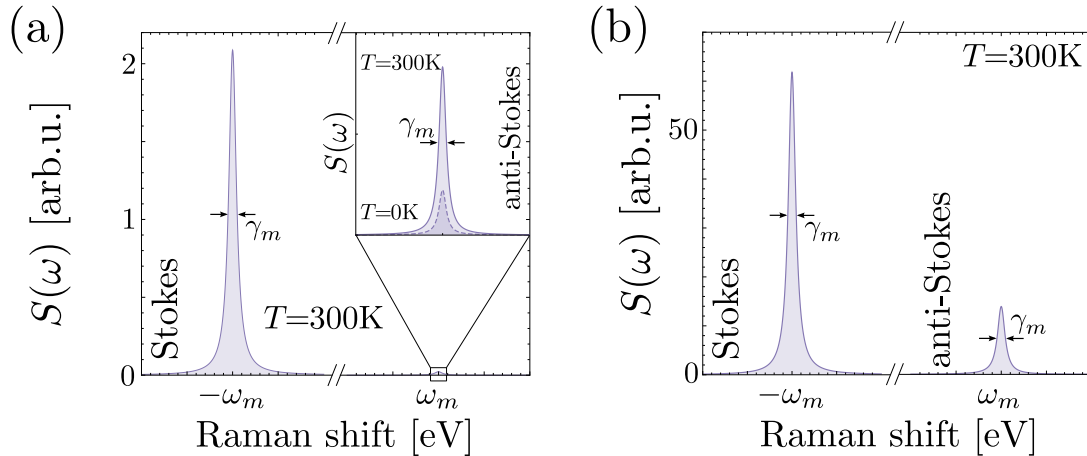 (a)
S(ω) [arb.u.]
2
1
0
Stokes
γₘ
T=300K
S(ω)
T=300K
γₘ
T=0K
anti-Stokes
−ωₘ
ωₘ
Raman shift [eV]
(b)
S(ω) [arb.u.]
50
0
Stokes
γₘ
T=300K
anti-Stokes
γₘ
−ωₘ
ωₘ
Raman shift [eV]